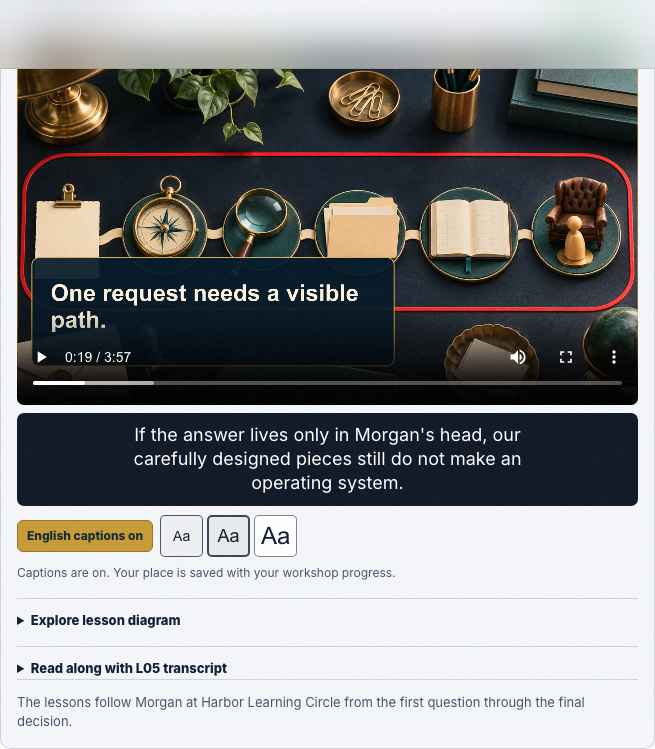 One request needs a visible
path.
0:19 / 3:57
If the answer lives only in Morgan's head, our
carefully designed pieces still do not make an
operating system.
English captions on Aa Aa Aa
Captions are on. Your place is saved with your workshop progress.
Explore lesson diagram
Read along with L05 transcript
The lessons follow Morgan at Harbor Learning Circle from the first question through the final
decision.